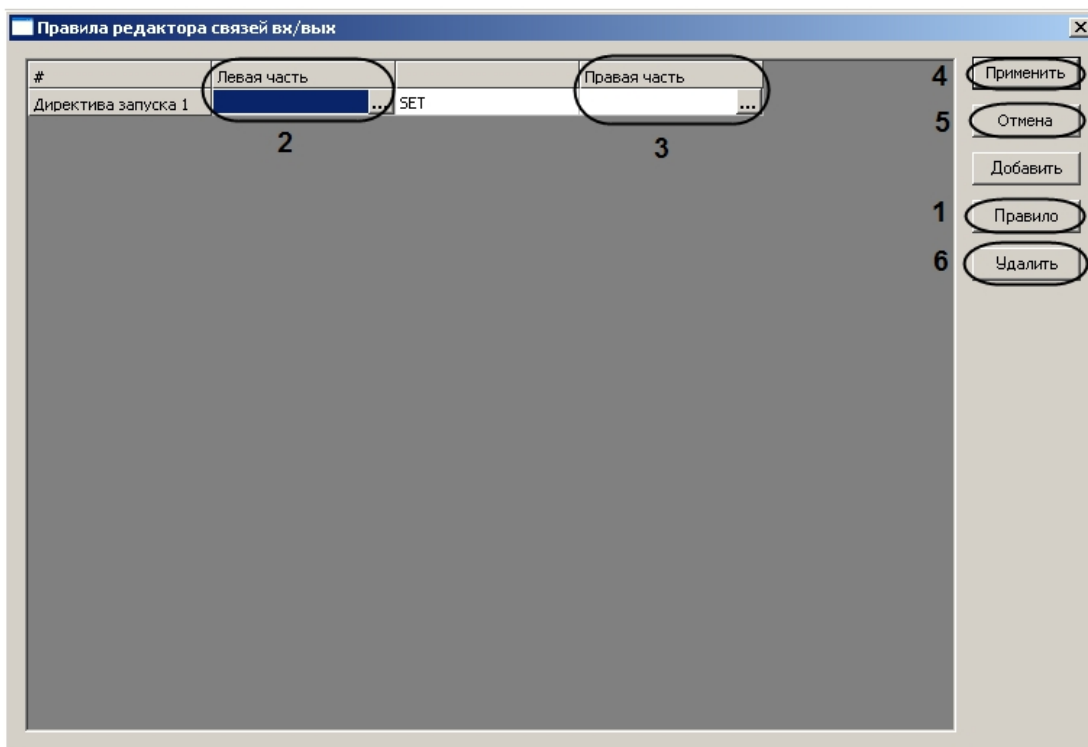 Правила редактора связей вх/вых
# Левая часть Правая часть
Директива запуска 1 ... SET ...
2 3
4 Применить
5 Отмена
Добавить
1 Правило
6 Удалить